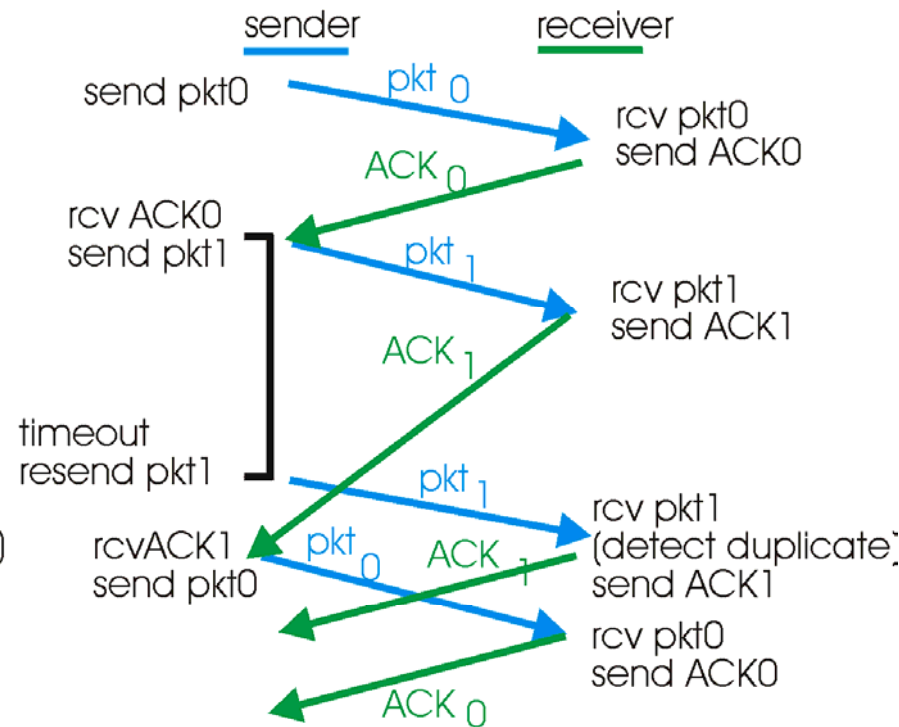 sender
receiver
send pkt0
pkt 0
rcv pkt0
send ACK0
ACK 0
rcv ACK0
send pkt1
pkt 1
rcv pkt1
send ACK1
ACK 1
timeout
resend pkt1
pkt 1
rcv pkt1
(detect duplicate)
send ACK1
)
rcvACK1
send pkt0
pkt 0
ACK 1
rcv pkt0
send ACK0
ACK 0